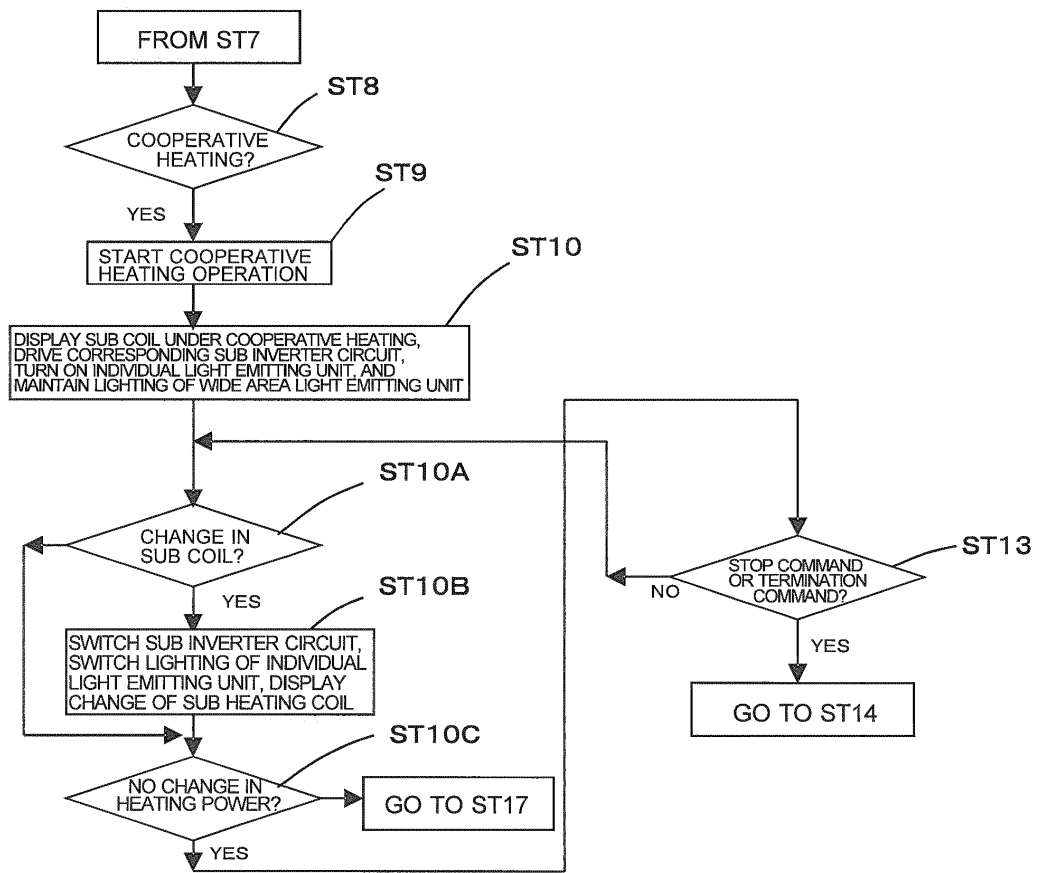 FROM ST7
ST8
COOPERATIVE
HEATING?
YES
ST9
START COOPERATIVE
HEATING OPERATION
ST10
DISPLAY SUB COIL UNDER COOPERATIVE HEATING,
DRIVE CORRESPONDING SUB INVERTER CIRCUIT,
TURN ON INDIVIDUAL LIGHT EMITTING UNIT, AND
MAINTAIN LIGHTING OF WIDE AREA LIGHT EMITTING UNIT
ST10A
CHANGE IN
SUB COIL?
YES
ST10B
SWITCH SUB INVERTER CIRCUIT,
SWITCH LIGHTING OF INDIVIDUAL
LIGHT EMITTING UNIT, DISPLAY
CHANGE OF SUB HEATING COIL
ST10C
NO CHANGE IN
HEATING POWER?
GO TO ST17
YES
ST13
STOP COMMAND
OR TERMINATION
COMMAND?
NO
YES
GO TO ST14